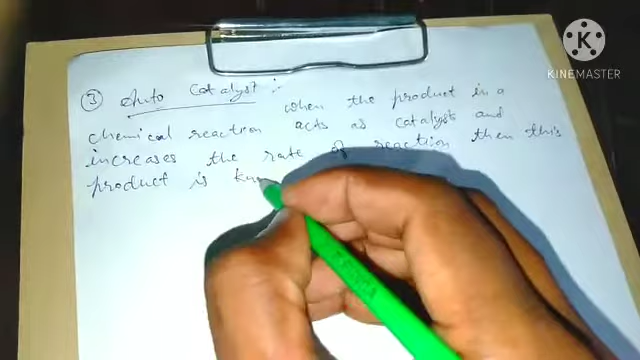 ③ Auto Catalyst :-
when the product in a
chemical reaction acts as catalysts and
increases the rate of reaction then this
product is
KINEMASTER